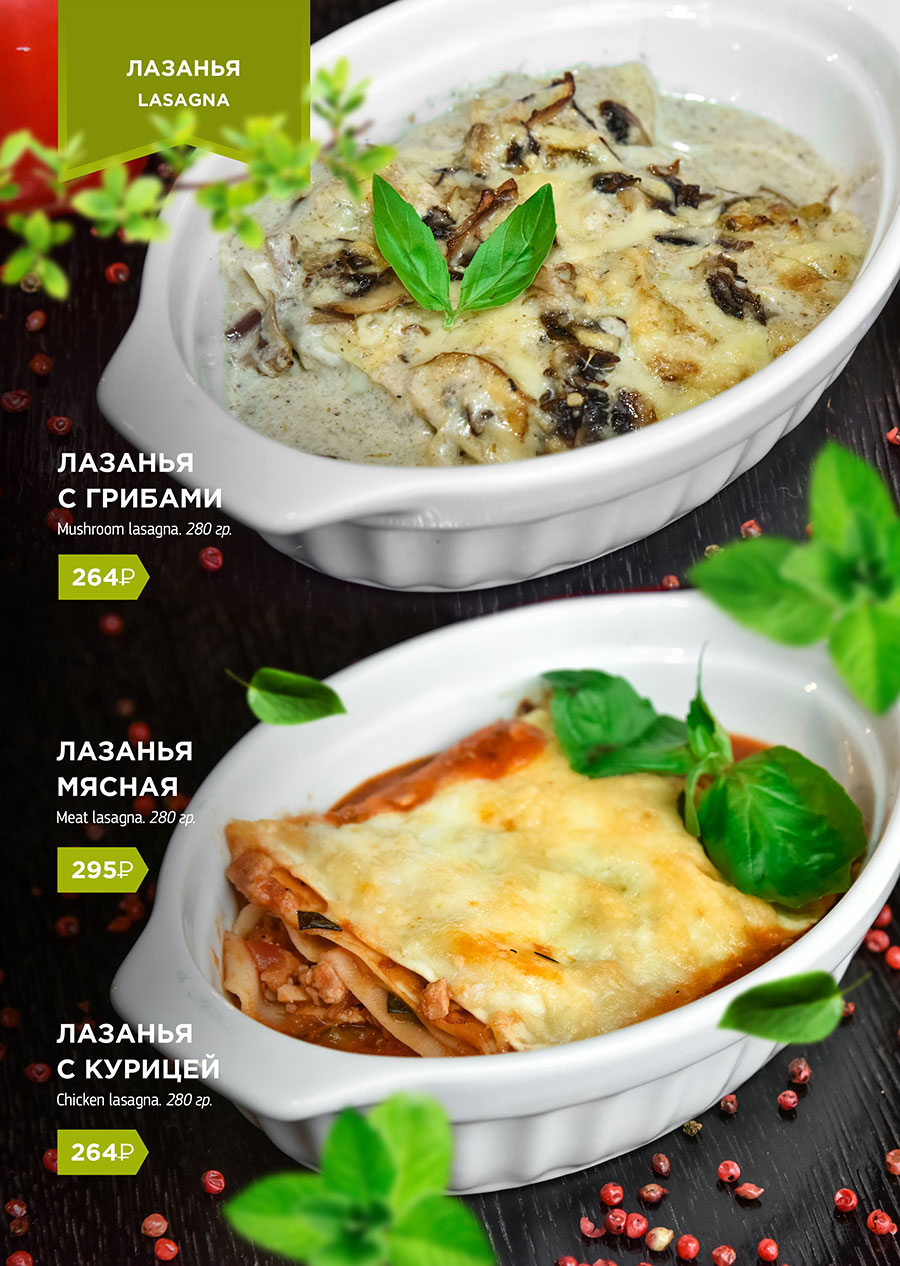 ЛАЗАНЬЯ
LASAGNA
ЛАЗАНЬЯ
С ГРИБАМИ
Mushroom lasagna. 280 гр.
264₽
ЛАЗАНЬЯ
МЯСНАЯ
Meat lasagna. 280 гр.
295₽
ЛАЗАНЬЯ
С КУРИЦЕЙ
Chicken lasagna. 280 гр.
264₽